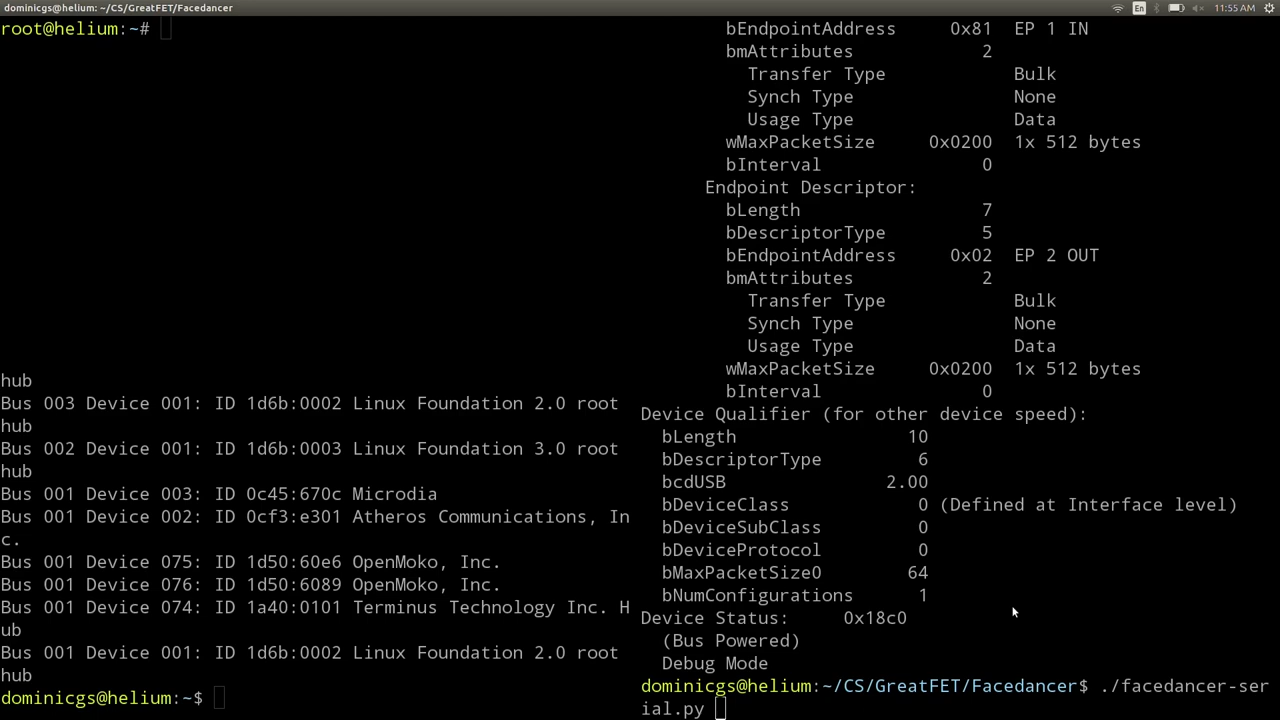 dominicgs@helium: ~/CS/GreatFET/Facedancer
En
11:55 AM
root@helium:~#
hub
Bus 003 Device 001: ID 1d6b:0002 Linux Foundation 2.0 root
hub
Bus 002 Device 001: ID 1d6b:0003 Linux Foundation 3.0 root
hub
Bus 001 Device 003: ID 0c45:670c Microdia
Bus 001 Device 002: ID 0cf3:e301 Atheros Communications, In
c.
Bus 001 Device 075: ID 1d50:60e6 OpenMoko, Inc.
Bus 001 Device 076: ID 1d50:6089 OpenMoko, Inc.
Bus 001 Device 074: ID 1a40:0101 Terminus Technology Inc. H
ub
Bus 001 Device 001: ID 1d6b:0002 Linux Foundation 2.0 root
hub
dominicgs@helium:~$
bEndpointAddress 0x81 EP 1 IN
bmAttributes 2
Transfer Type Bulk
Synch Type None
Usage Type Data
wMaxPacketSize 0x0200 1x 512 bytes
bInterval 0
Endpoint Descriptor:
bLength 7
bDescriptorType 5
bEndpointAddress 0x02 EP 2 OUT
bmAttributes 2
Transfer Type Bulk
Synch Type None
Usage Type Data
wMaxPacketSize 0x0200 1x 512 bytes
bInterval 0
Device Qualifier (for other device speed):
bLength 10
bDescriptorType 6
bcdUSB 2.00
bDeviceClass 0 (Defined at Interface level)
bDeviceSubClass 0
bDeviceProtocol 0
bMaxPacketSize0 64
bNumConfigurations 1
Device Status: 0x18c0
(Bus Powered)
Debug Mode
dominicgs@helium:~/CS/GreatFET/Facedancer$ ./facedancer-ser
ial.py